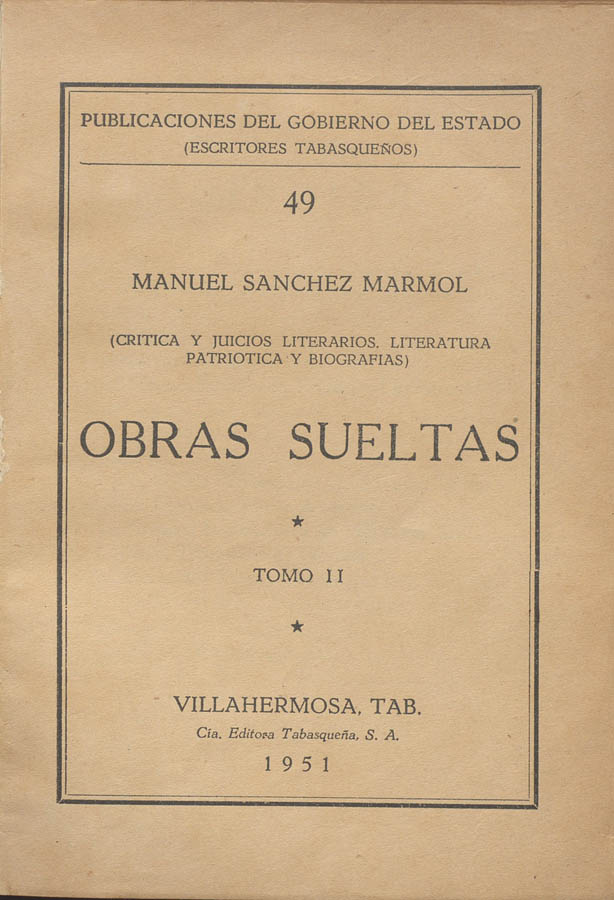 PUBLICACIONES DEL GOBIERNO DEL ESTADO
(ESCRITORES TABASQUEÑOS)
49
MANUEL SANCHEZ MARMOL
(CRITICA Y JUICIOS LITERARIOS. LITERATURA
PATRIOTICA Y BIOGRAFIAS)
OBRAS SUELTAS
TOMO II
VILLAHERMOSA, TAB.
Cía. Editora Tabasqueña, S. A.
1951